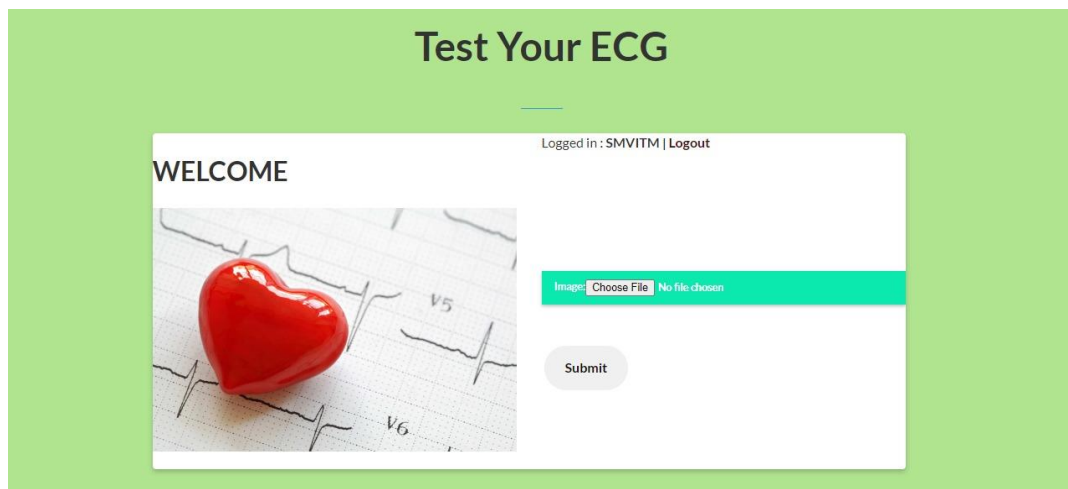 Test Your ECG
Logged in : SMVITM | Logout
WELCOME
V5
Image: Choose File No file chosen
Submit
V6